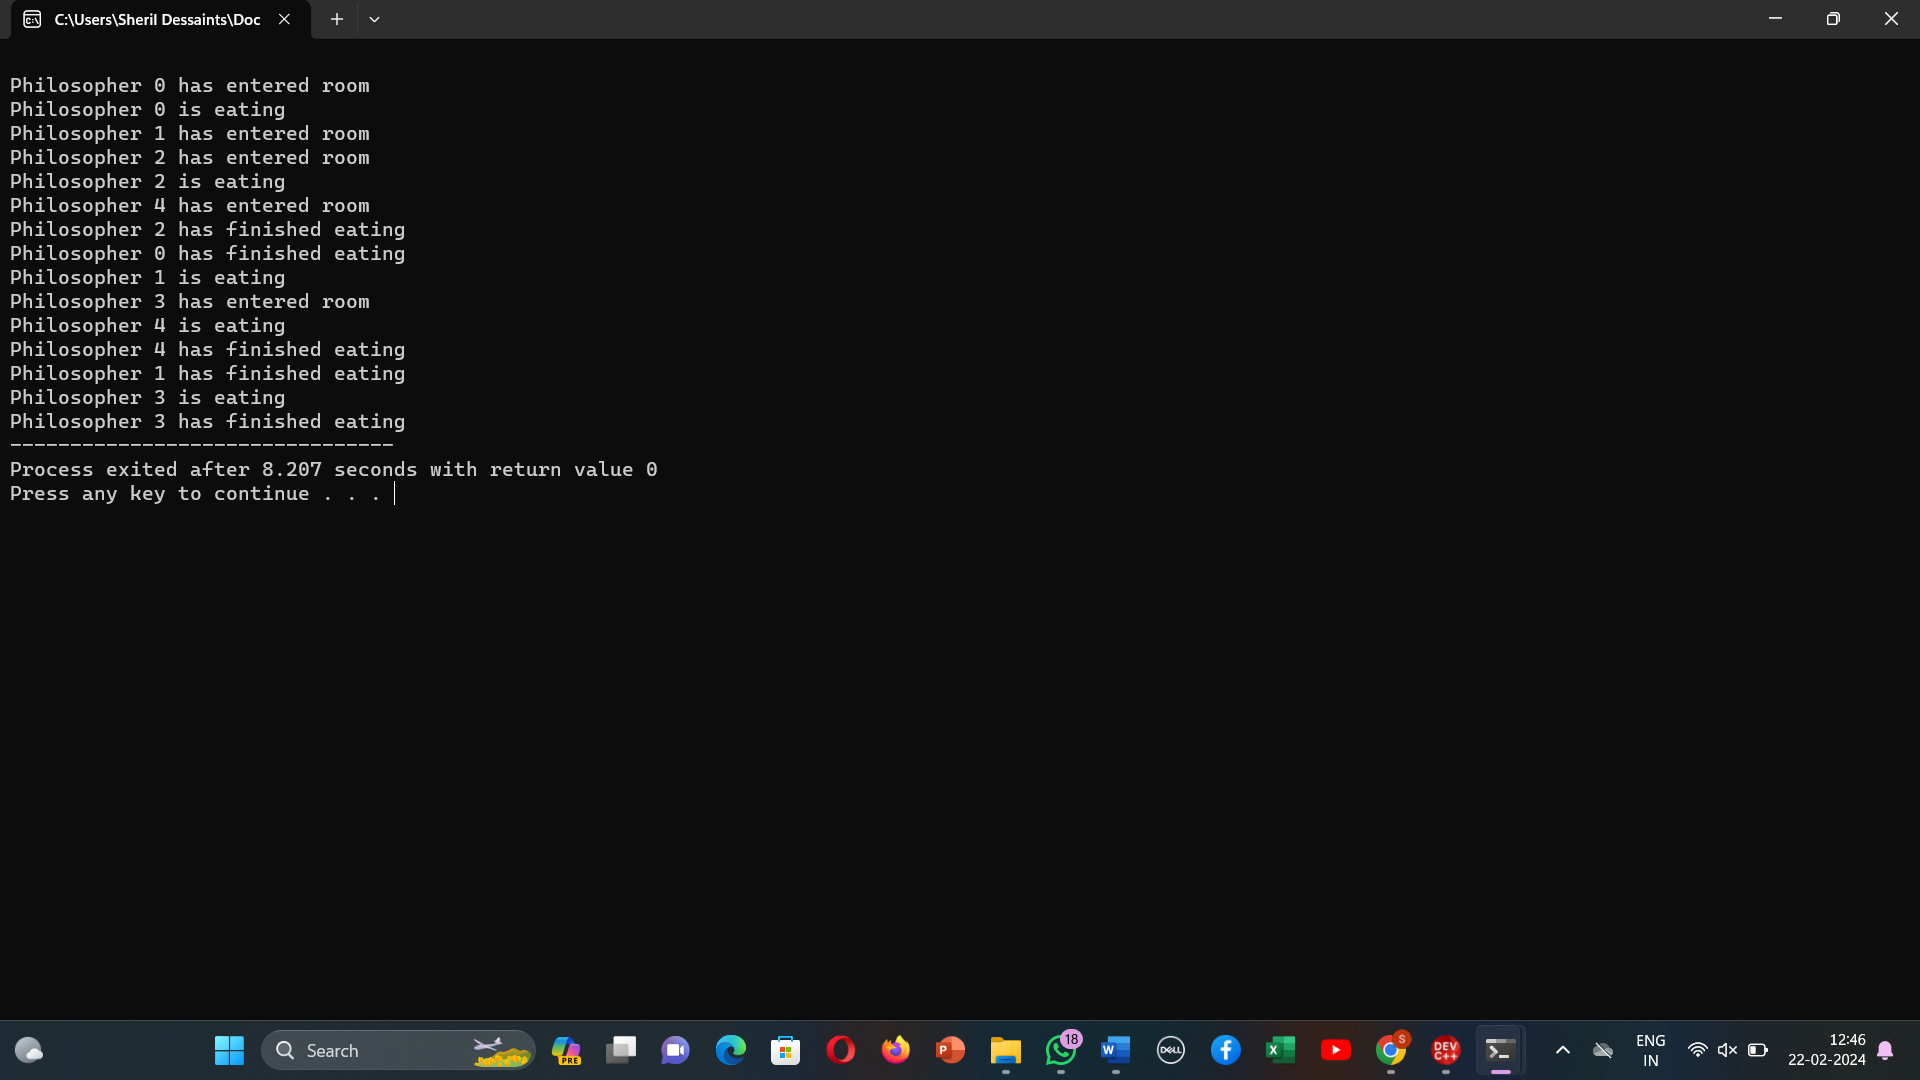 C:\Users\Sheril Dessaints\Doc
Philosopher 0 has entered room
Philosopher 0 is eating
Philosopher 1 has entered room
Philosopher 2 has entered room
Philosopher 2 is eating
Philosopher 4 has entered room
Philosopher 2 has finished eating
Philosopher 0 has finished eating
Philosopher 1 is eating
Philosopher 3 has entered room
Philosopher 4 is eating
Philosopher 4 has finished eating
Philosopher 1 has finished eating
Philosopher 3 is eating
Philosopher 3 has finished eating
--------------------------------
Process exited after 8.207 seconds with return value 0
Press any key to continue . . .
Search
PRE
P
18
W
DELL
X
S
DEV
C++
ENG
IN
12:46
22-02-2024